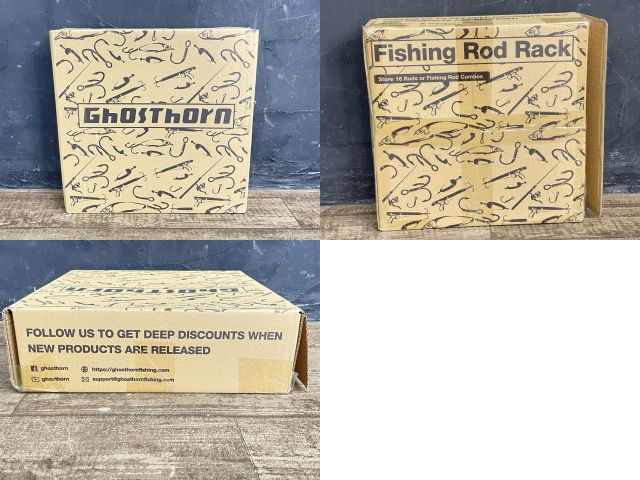 GhoSThorn
Fishing Rod Rack
Store 16 Rods or Fishing Rod Combos
GhoSThorn
FOLLOW US TO GET DEEP DISCOUNTS WHEN
NEW PRODUCTS ARE RELEASED
ghosthorn https://ghosthornfishing.com
ghosthorn support@ghosthornfishing.com